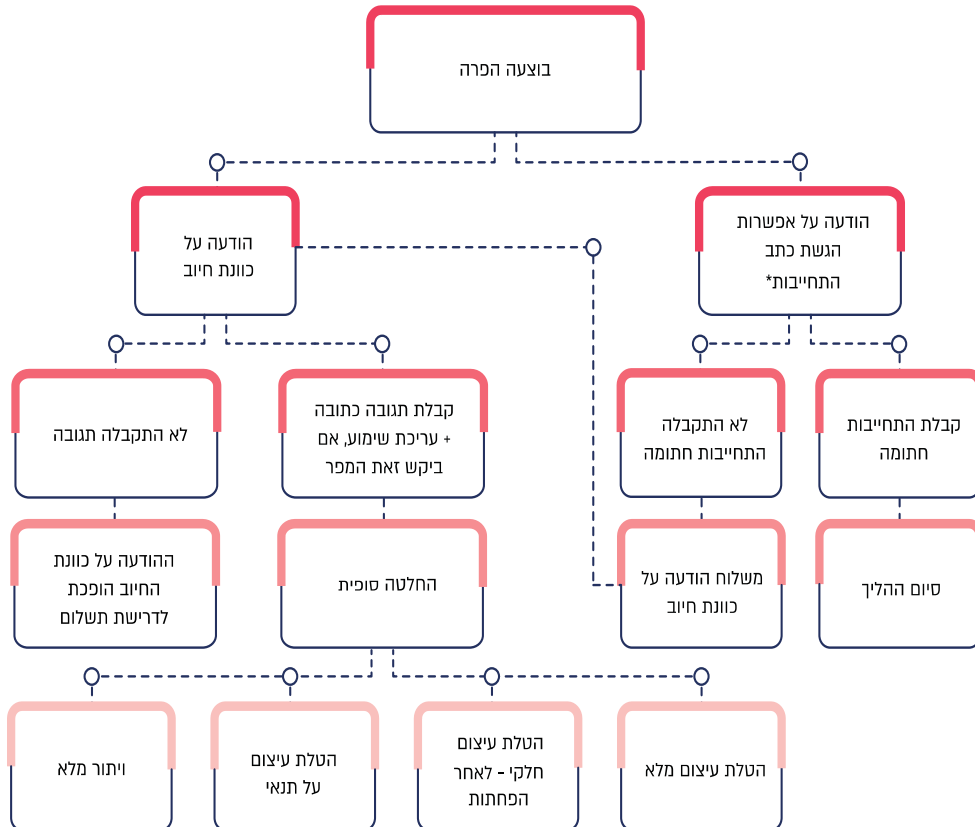 בוצעה הפרה
הודעה על אפשרות
הגשת כתב
התחייבות*
הודעה על
כוונת חיוב
קבלת התחייבות
חתומה
לא התקבלה
התחייבות חתומה
קבלת תגובה כתובה
+ עריכת שימוע, אם
ביקש זאת המפר
לא התקבלה תגובה
סיום ההליך
משלוח הודעה על
כוונת חיוב
החלטה סופית
ההודעה על כוונת
החיוב הופכת
לדרישת תשלום
הטלת עיצום מלא
הטלת עיצום
חלקי - לאחר
הפחתות
הטלת עיצום
על תנאי
ויתור מלא